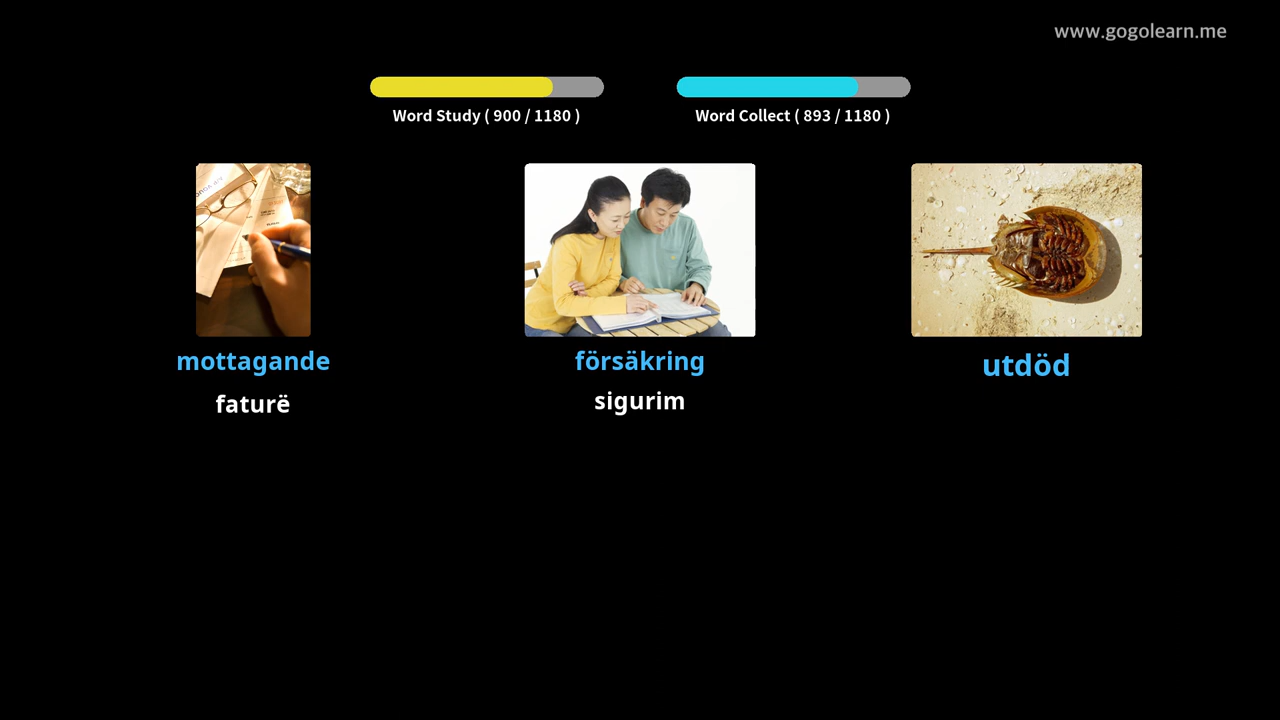 www.gogolearn.me
Word Study ( 900 / 1180 )
Word Collect ( 893 / 1180 )
mottagande
faturë
försäkring
sigurim
utdöd